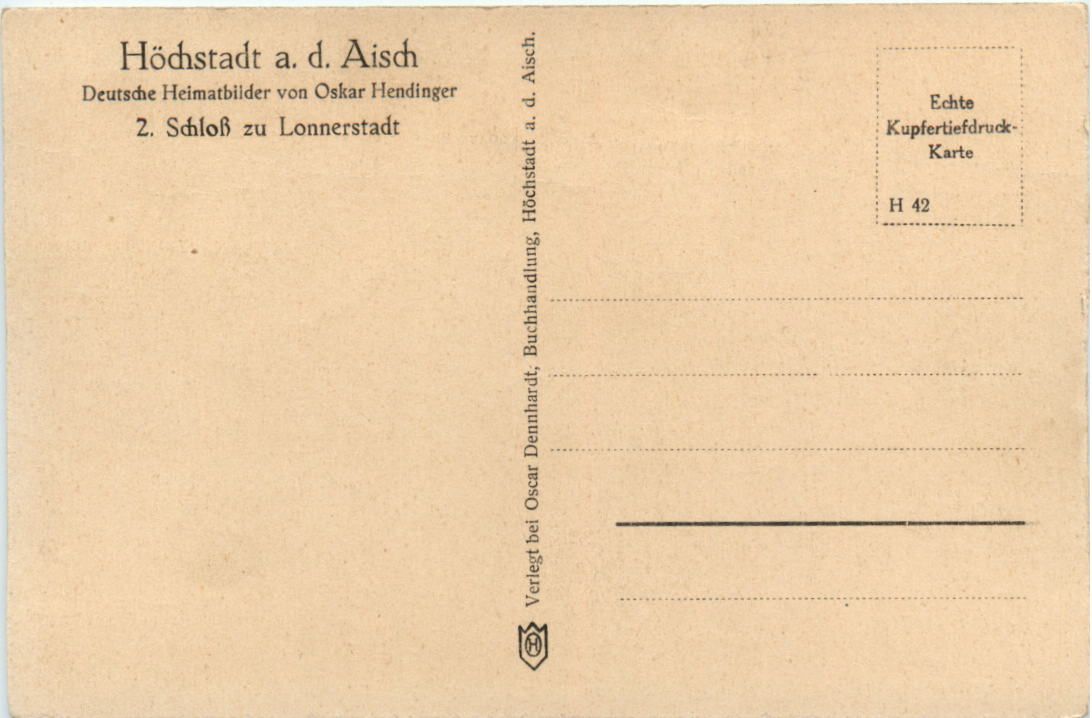 Höchstadt a. d. Aisch
Deutsche Heimatbilder von Oskar Hendinger
2. Schloß zu Lonnerstadt
Verlegt bei Oscar Dennhardt, Buchhandlung, Höchstadt a. d. Aisch.
H
Echte
Kupfertiefdruck-
Karte
H 42